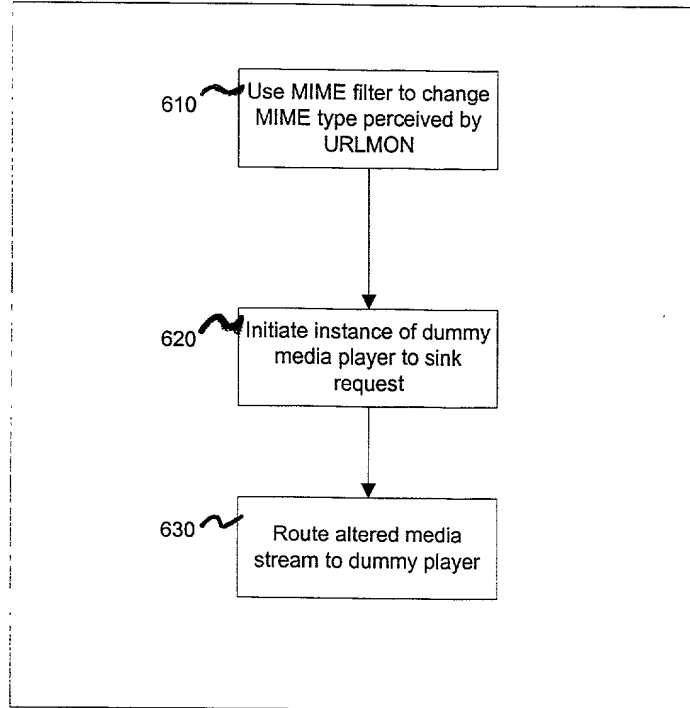 610
Use MIME filter to change
MIME type perceived by
URLMON
620
Initiate instance of dummy
media player to sink
request
630
Route altered media
stream to dummy player